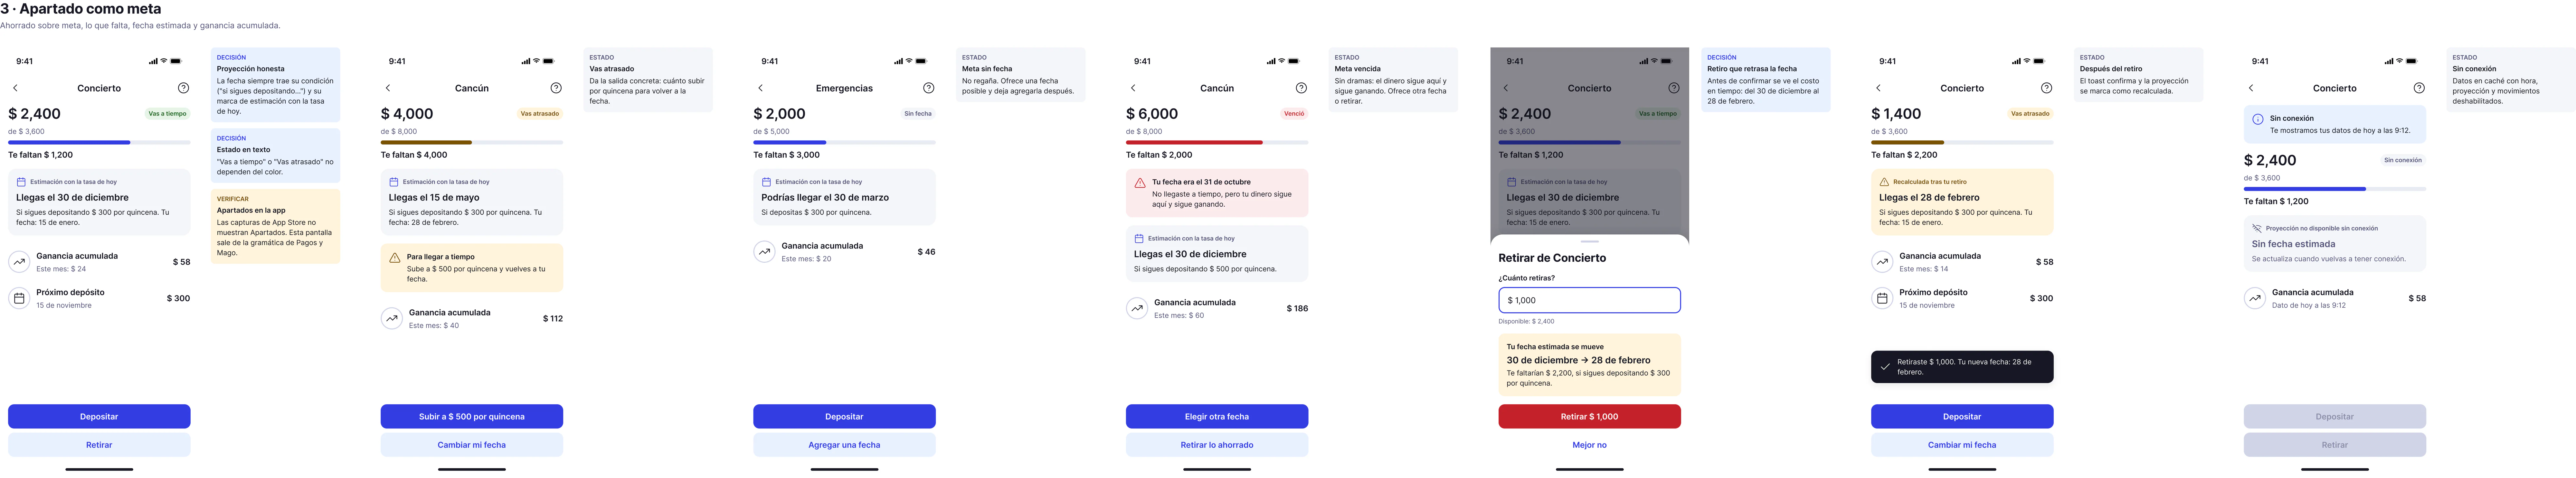 3 · Apartado como meta
Ahorrado sobre meta, lo que falta, fecha estimada y ganancia acumulada.
9:41
Concierto
$ 2,400
Vas a tiempo
de $ 3,600
Te faltan $ 1,200
Estimación con la tasa de hoy
Llegas el 30 de diciembre
Si sigues depositando $ 300 por quincena. Tu
fecha: 15 de enero.
Ganancia acumulada
Este mes: $ 24
$ 58
Próximo depósito
15 de noviembre
$ 300
Depositar
Retirar
DECISIÓN
Proyección honesta
La fecha siempre trae su condición
("si sigues depositando...") y su
marca de estimación con la tasa
de hoy.
DECISIÓN
Estado en texto
"Vas a tiempo" o "Vas atrasado" no
dependen del color.
VERIFICAR
Apartados en la app
Las capturas de App Store no
muestran Apartados. Esta pantalla
sale de la gramática de Pagos y
Mago.
9:41
Cancún
$ 4,000
Vas atrasado
de $ 8,000
Te faltan $ 4,000
Estimación con la tasa de hoy
Llegas el 15 de mayo
Si sigues depositando $ 300 por quincena. Tu
fecha: 28 de febrero.
Para llegar a tiempo
Sube a $ 500 por quincena y vuelves a tu
fecha.
Ganancia acumulada
Este mes: $ 40
$ 112
Subir a $ 500 por quincena
Cambiar mi fecha
ESTADO
Vas atrasado
Da la salida concreta: cuánto subir
por quincena para volver a la
fecha.
9:41
Emergencias
$ 2,000
Sin fecha
de $ 5,000
Te faltan $ 3,000
Estimación con la tasa de hoy
Podrías llegar el 30 de marzo
Si depositas $ 300 por quincena.
Ganancia acumulada
Este mes: $ 20
$ 46
Depositar
Agregar una fecha
ESTADO
Meta sin fecha
No regaña. Ofrece una fecha
posible y deja agregarla después.
9:41
Cancún
$ 6,000
Venció
de $ 8,000
Te faltan $ 2,000
Tu fecha era el 31 de octubre
No llegaste a tiempo, pero tu dinero sigue
aquí y sigue ganando.
Estimación con la tasa de hoy
Llegas el 30 de diciembre
Si sigues depositando $ 500 por quincena.
Ganancia acumulada
Este mes: $ 60
$ 186
Elegir otra fecha
Retirar lo ahorrado
ESTADO
Meta vencida
Sin dramas: el dinero sigue aquí y
sigue ganando. Ofrece otra fecha
o retirar.
9:41
Concierto
$ 2,400
Vas a tiempo
de $ 3,600
Te faltan $ 1,200
Estimación con la tasa de hoy
Llegas el 30 de diciembre
Si sigues depositando $ 300 por quincena. Tu
fecha: 15 de enero.
Retirar de Concierto
¿Cuánto retiras?
$ 1,000
Disponible: $ 2,400
Tu fecha estimada se mueve
30 de diciembre → 28 de febrero
Te faltarían $ 2,200, si sigues depositando $ 300
por quincena.
Retirar $ 1,000
Mejor no
DECISIÓN
Retiro que retrasa la fecha
Antes de confirmar se ve el costo
en tiempo: del 30 de diciembre al
28 de febrero.
9:41
Concierto
$ 1,400
Vas atrasado
de $ 3,600
Te faltan $ 2,200
Recalculada tras tu retiro
Llegas el 28 de febrero
Si sigues depositando $ 300 por quincena. Tu
fecha: 15 de enero.
Ganancia acumulada
Este mes: $ 14
$ 58
Próximo depósito
15 de noviembre
$ 300
Retiraste $ 1,000. Tu nueva fecha: 28 de
febrero.
Depositar
Cambiar mi fecha
ESTADO
Después del retiro
El toast confirma y la proyección
se marca como recalculada.
9:41
Concierto
Sin conexión
Te mostramos tus datos de hoy a las 9:12.
$ 2,400
Sin conexión
de $ 3,600
Te faltan $ 1,200
Proyección no disponible sin conexión
Sin fecha estimada
Se actualiza cuando vuelvas a tener conexión.
Ganancia acumulada
Dato de hoy a las 9:12
$ 58
Depositar
Retirar
ESTADO
Sin conexión
Datos en caché con hora,
proyección y movimientos
deshabilitados.